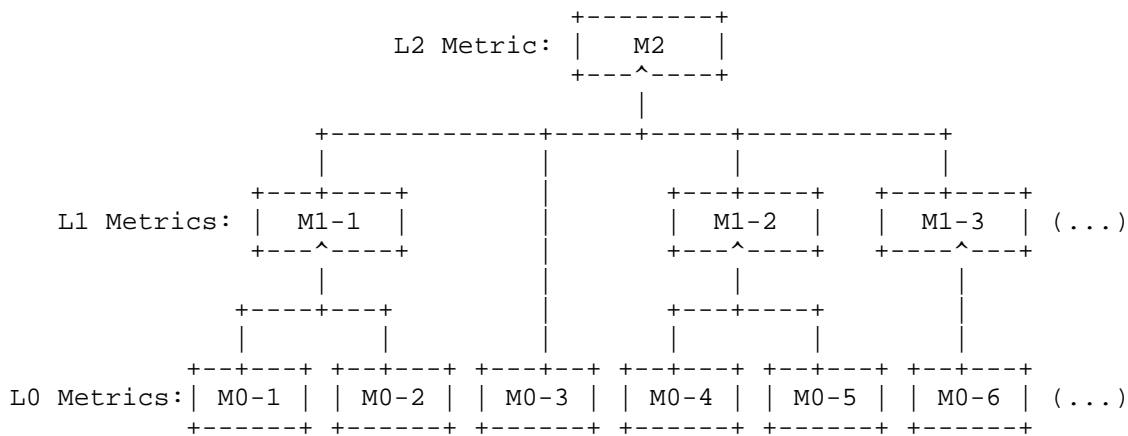 L2 Metric: M2
L1 Metrics: M1-1 M1-2 M1-3 (...)
L0 Metrics: M0-1 M0-2 M0-3 M0-4 M0-5 M0-6 (...)